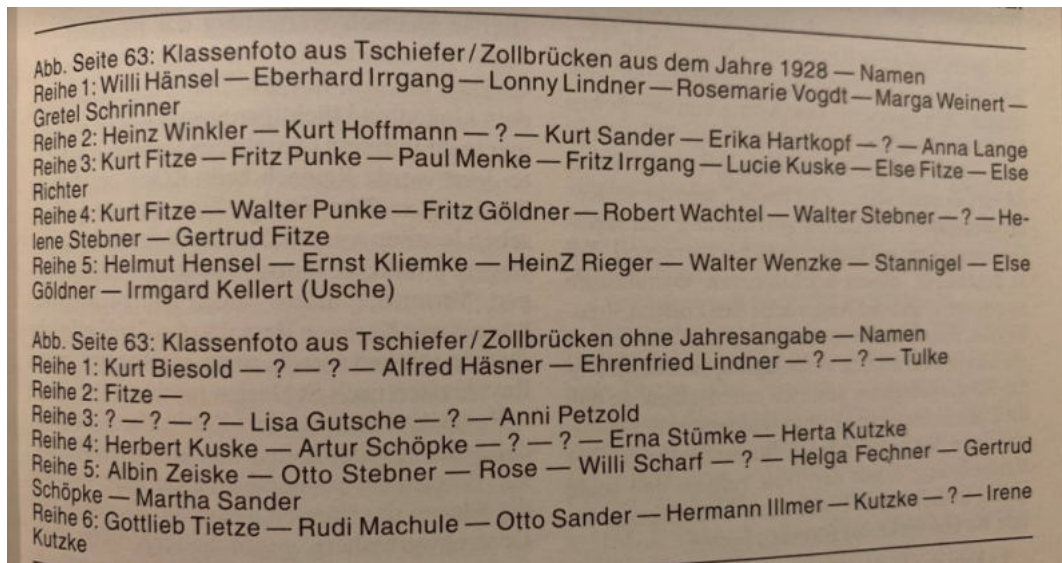 Abb. Seite 63: Klassenfoto aus Tschiefer/Zollbrücken aus dem Jahre 1928 — Namen
Reihe 1: Willi Hänsel — Eberhard Irrgang — Lonny Lindner — Rosemarie Vogdt — Marga Weinert —
Gretel Schrinner
Reihe 2: Heinz Winkler — Kurt Hoffmann — ? — Kurt Sander — Erika Hartkopf — ? — Anna Lange
Reihe 3: Kurt Fitze — Fritz Punke — Paul Menke — Fritz Irrgang — Lucie Kuske — Else Fitze — Else
Richter
Reihe 4: Kurt Fitze — Walter Punke — Fritz Göldner — Robert Wachtel — Walter Stebner — ? — He-
lene Stebner — Gertrud Fitze
Reihe 5: Helmut Hensel — Ernst Kliemke — HeinZ Rieger — Walter Wenzke — Stannigel — Else
Göldner — Irmgard Kellert (Usche)
Abb. Seite 63: Klassenfoto aus Tschiefer/Zollbrücken ohne Jahresangabe — Namen
Reihe 1: Kurt Biesold — ? — ? — Alfred Häsner — Ehrenfried Lindner — ? — ? — Tulke
Reihe 2: Fitze —
Reihe 3: ? — ? — ? — Lisa Gutsche — ? — Anni Petzold
Reihe 4: Herbert Kuske — Artur Schöpke — ? — ? — Erna Stümke — Herta Kutzke
Reihe 5: Albin Zeiske — Otto Stebner — Rose — Willi Scharf — ? — Helga Fechner — Gertrud
Schöpke — Martha Sander
Reihe 6: Gottlieb Tietze — Rudi Machule — Otto Sander — Hermann Illmer — Kutzke — ? — Irene
Kutzke